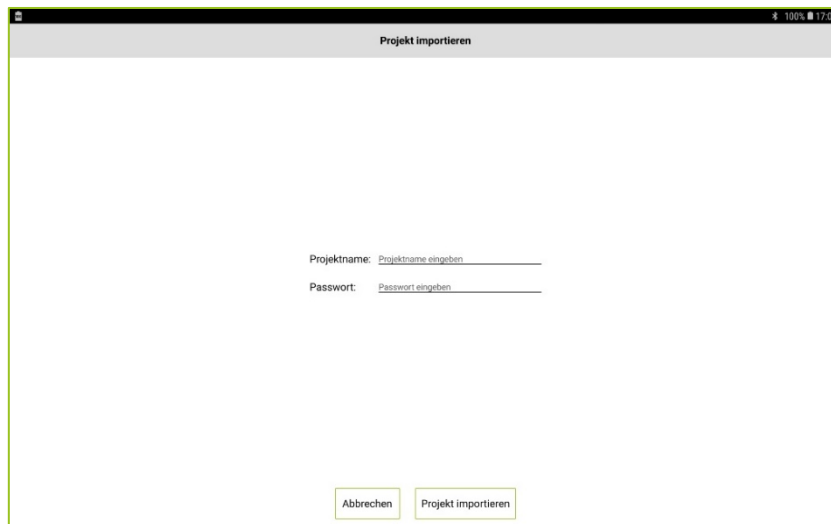 100% 17:0
Projekt importieren
Projektname: Projektname eingeben
Passwort: Passwort eingeben
Abbrechen Projekt importieren